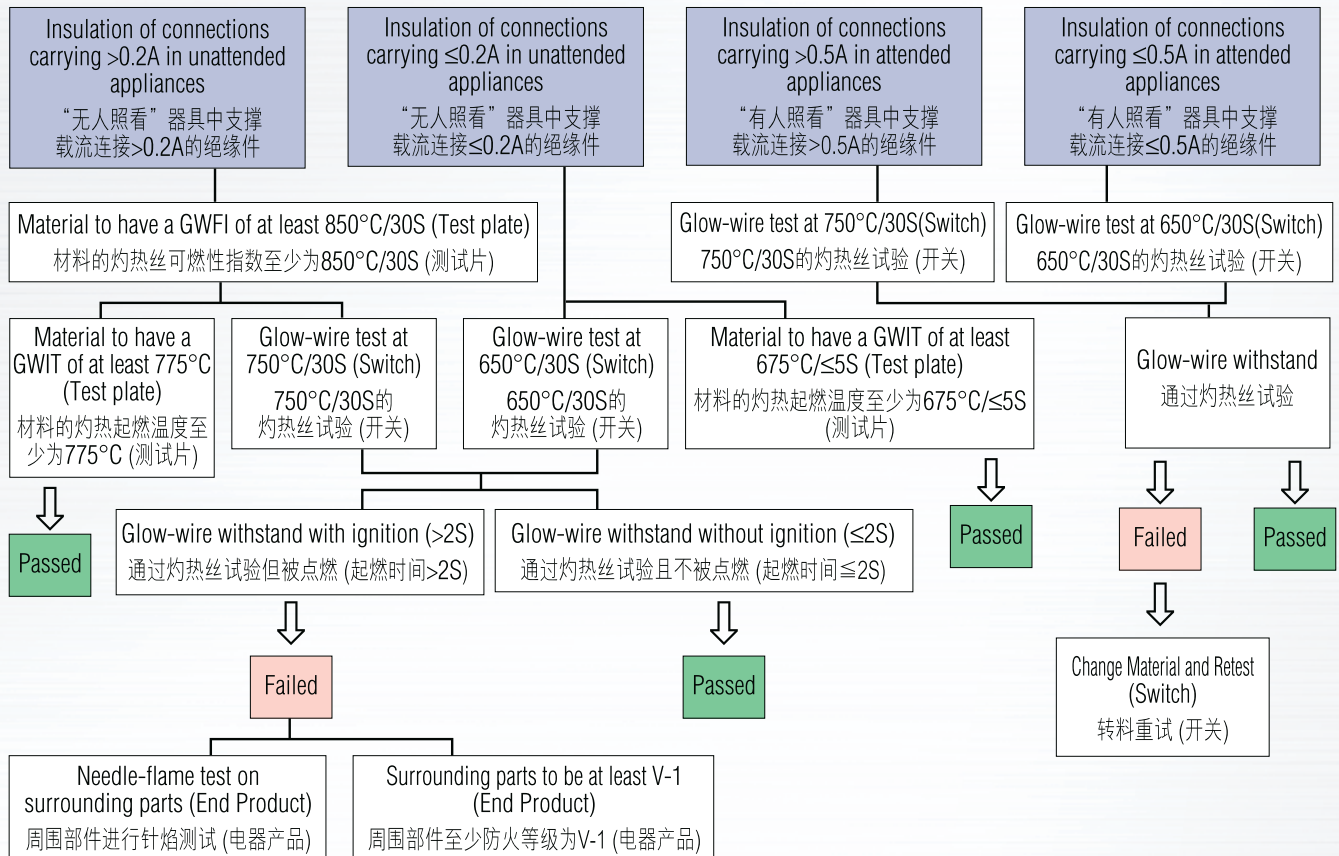 Insulation of connections
carrying >0.2A in unattended
appliances
“无人照看”器具中支撑
载流连接>0.2A的绝缘件
Insulation of connections
carrying ≤0.2A in unattended
appliances
“无人照看”器具中支撑
载流连接≤0.2A的绝缘件
Insulation of connections
carrying >0.5A in attended
appliances
“有人照看”器具中支撑
载流连接>0.5A的绝缘件
Insulation of connections
carrying ≤0.5A in attended
appliances
“有人照看”器具中支撑
载流连接≤0.5A的绝缘件
Material to have a GWFI of at least 850°C/30S (Test plate)
材料的灼热丝可燃性指数至少为850°C/30S (测试片)
Glow-wire test at 750°C/30S(Switch)
750°C/30S的灼热丝试验 (开关)
Glow-wire test at 650°C/30S(Switch)
650°C/30S的灼热丝试验 (开关)
Material to have a
GWIT of at least 775°C
(Test plate)
材料的灼热起燃温度至
少为775°C (测试片)
Glow-wire test at
750°C/30S (Switch)
750°C/30S的
灼热丝试验 (开关)
Glow-wire test at
650°C/30S (Switch)
650°C/30S的
灼热丝试验 (开关)
Material to have a GWIT of at least
675°C/≤5S (Test plate)
材料的灼热起燃温度至少为675°C/≤5S
(测试片)
Glow-wire withstand
通过灼热丝试验
Passed
Glow-wire withstand with ignition (>2S)
通过灼热丝试验但被点燃 (起燃时间>2S)
Glow-wire withstand without ignition (≤2S)
通过灼热丝试验且不被点燃 (起燃时间≦2S)
Passed
Failed
Passed
Failed
Passed
Change Material and Retest
(Switch)
转料重试 (开关)
Needle-flame test on
surrounding parts (End Product)
周围部件进行针焰测试 (电器产品)
Surrounding parts to be at least V-1
(End Product)
周围部件至少防火等级为V-1 (电器产品)